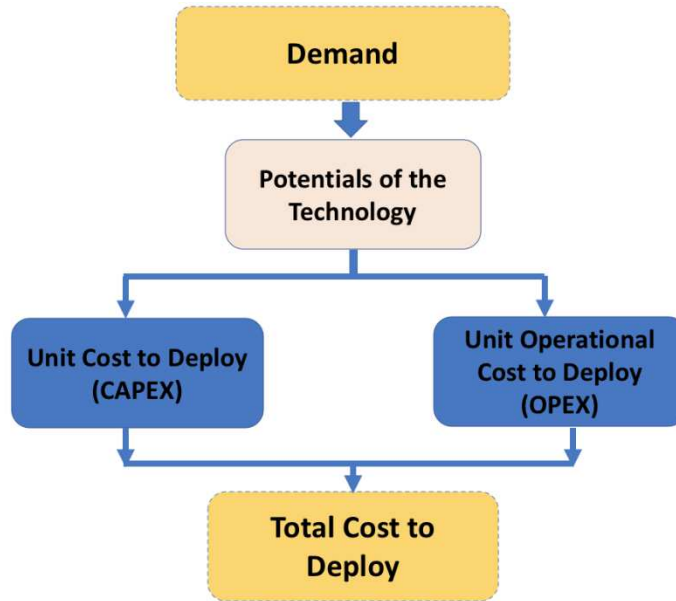 Demand
Potentials of the
Technology
Unit Cost to Deploy
(CAPEX)
Unit Operational
Cost to Deploy
(OPEX)
Total Cost to
Deploy